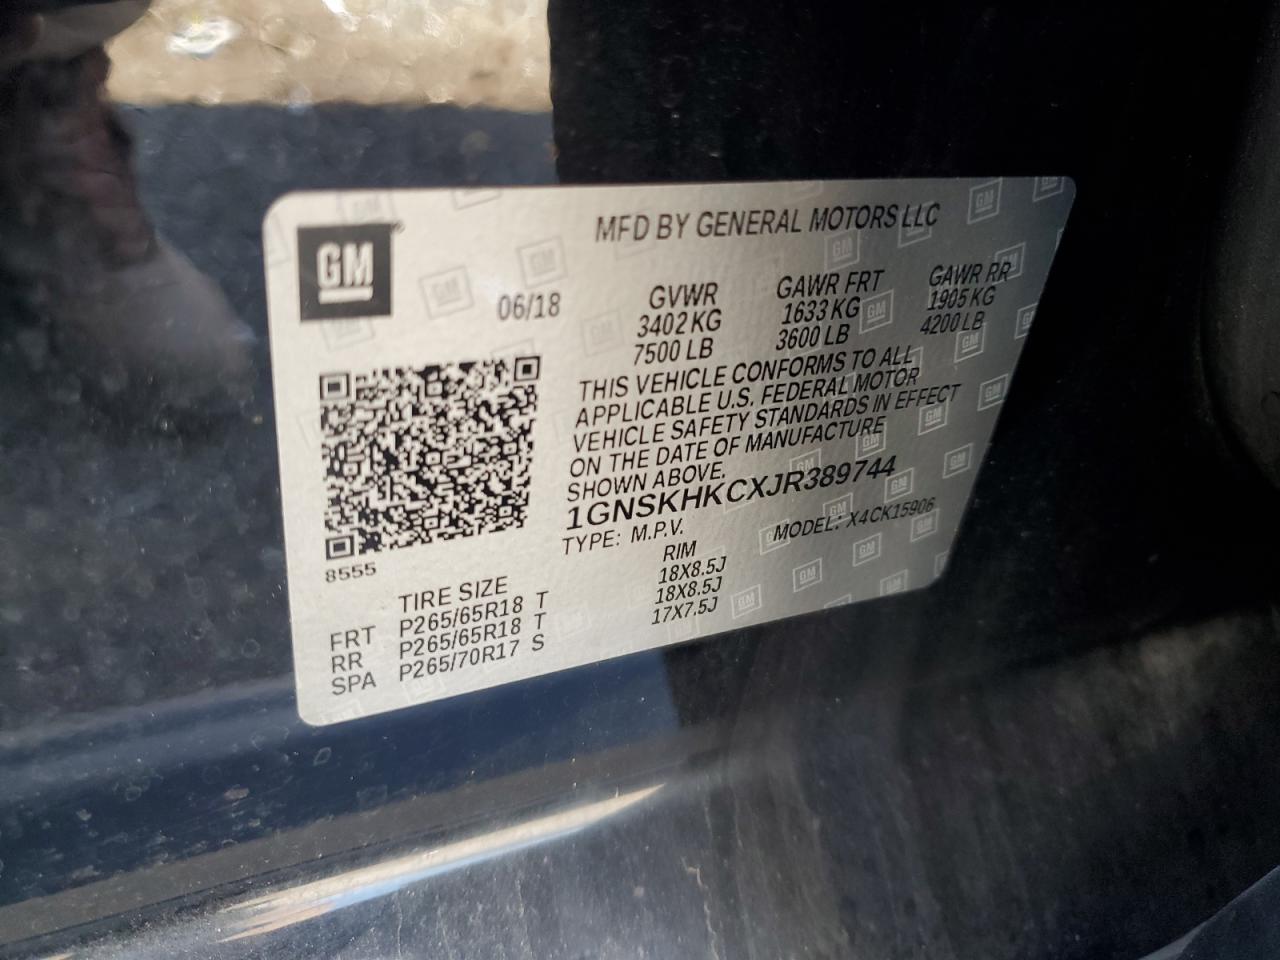 GM
MFD BY GENERAL MOTORS LLC
06/18
GVWR GAWR FRT GAWR RR
3402 KG 1633 KG 1905 KG
7500 LB 3600 LB 4200 LB
THIS VEHICLE CONFORMS TO ALL
APPLICABLE U.S. FEDERAL MOTOR
VEHICLE SAFETY STANDARDS IN EFFECT
ON THE DATE OF MANUFACTURE
SHOWN ABOVE.
1GNSKHKCXJR389744
TYPE: M.P.V. MODEL: X4CK15906
8555
TIRE SIZE RIM
FRT P265/65R18 T 18X8.5J
RR P265/65R18 T 18X8.5J
SPA P265/70R17 S 17X7.5J